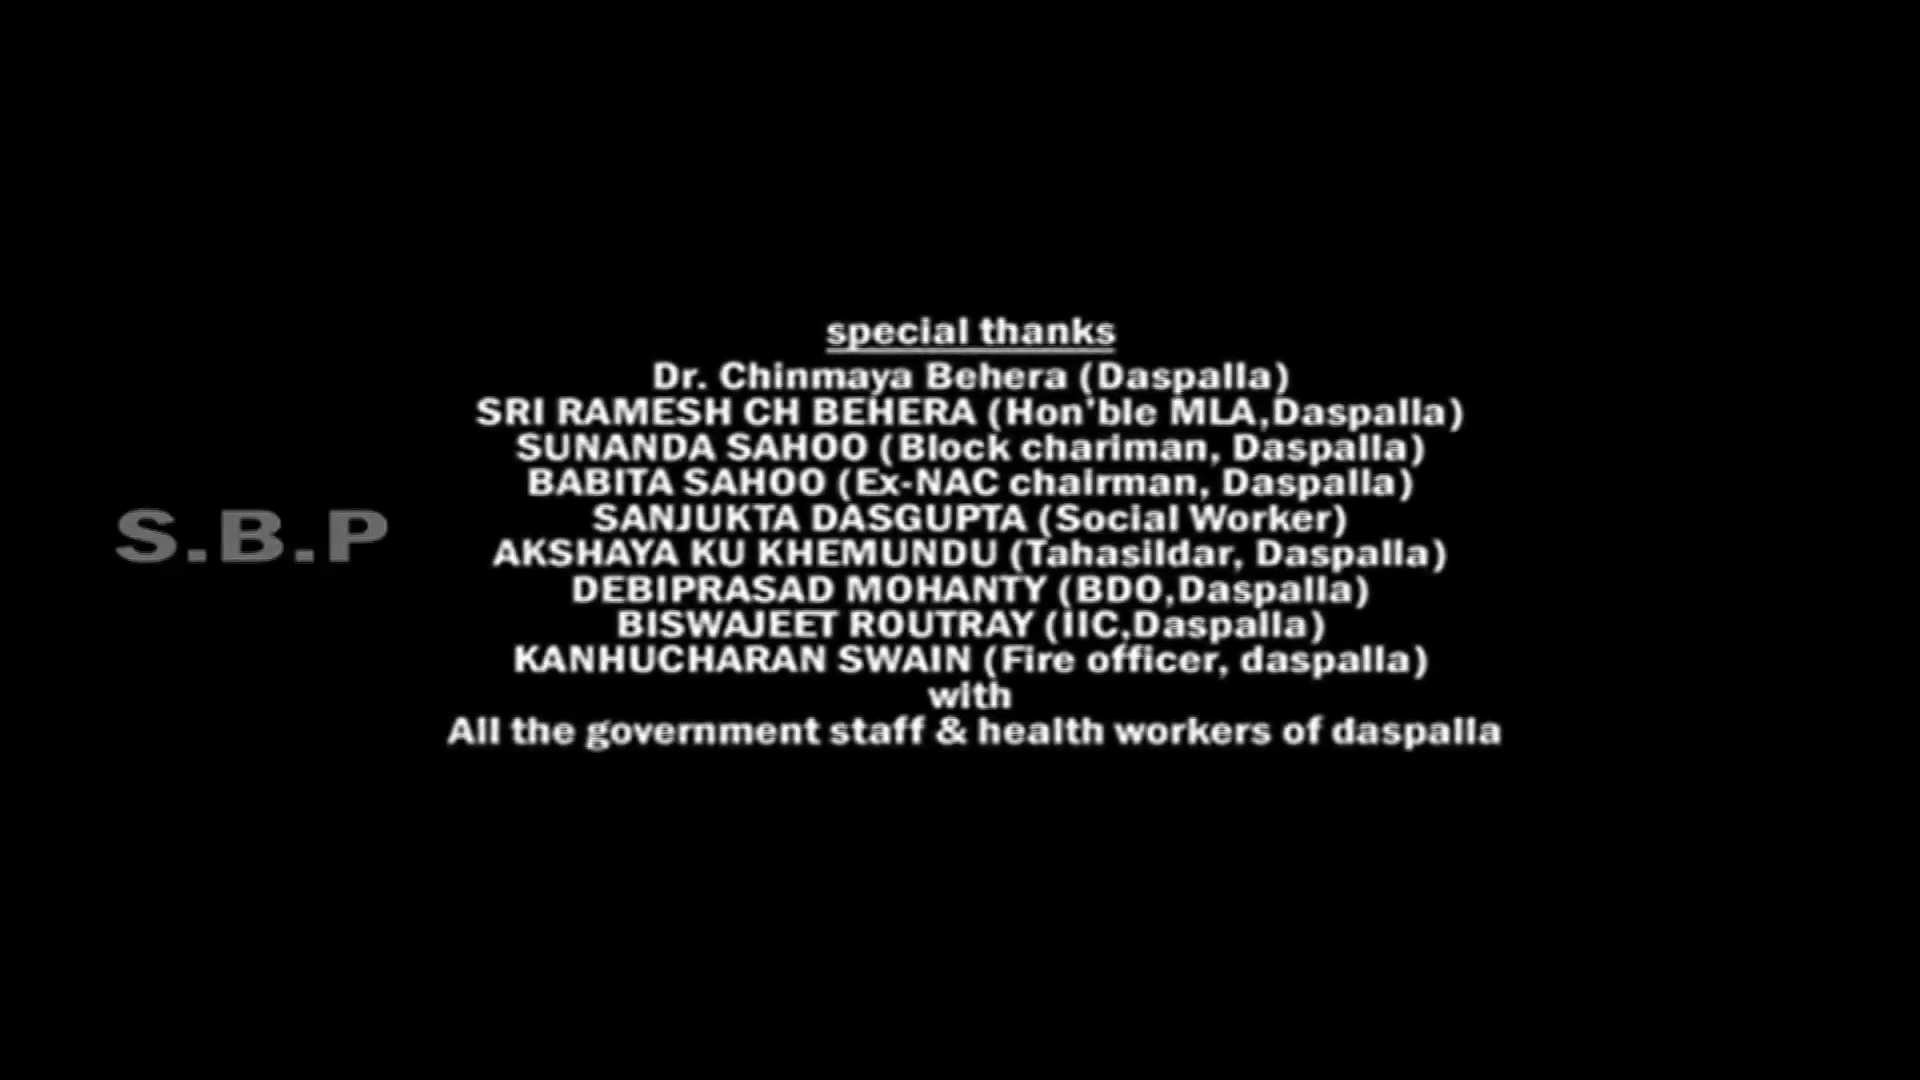 special thanks
Dr. Chinmaya Behera (Daspalla)
SRI RAMESH CH BEHERA (Hon'ble MLA,Daspalla)
SUNANDA SAHOO (Block chariman, Daspalla)
BABITA SAHOO (Ex-NAC chairman, Daspalla)
SANJUKTA DASGUPTA (Social Worker)
AKSHAYA KU KHEMUNDU (Tahasildar, Daspalla)
DEBIPRASAD MOHANTY (BDO,Daspalla)
BISWAJEET ROUTRAY (IIC,Daspalla)
KANHUCHARAN SWAIN (Fire officer, daspalla)
with
All the government staff & health workers of daspalla
S.B.P